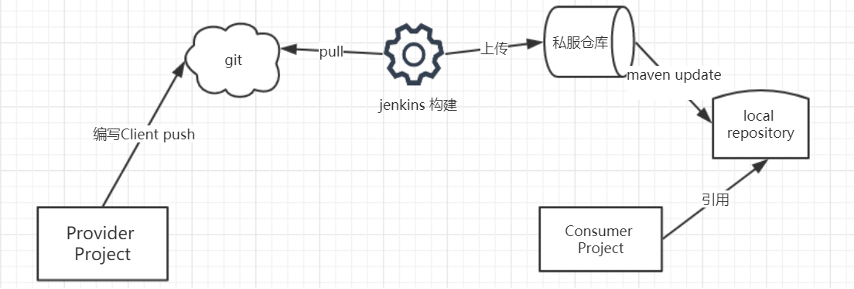 git
pull
上传
私服仓库
maven update
jenkins 构建
local
repository
编写Client push
引用
Provider
Project
Consumer
Project